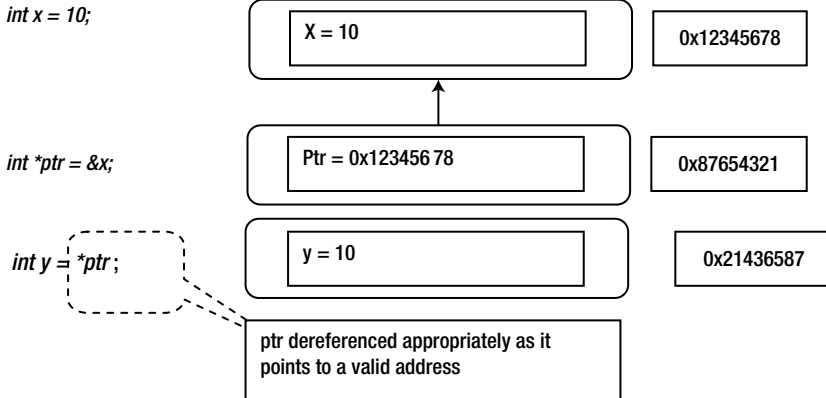 int x = 10;
X = 10
0x12345678
int *ptr = &x;
Ptr = 0x123456 78
0x87654321
int y = *ptr ;
y = 10
0x21436587
ptr dereferenced appropriately as it
points to a valid address